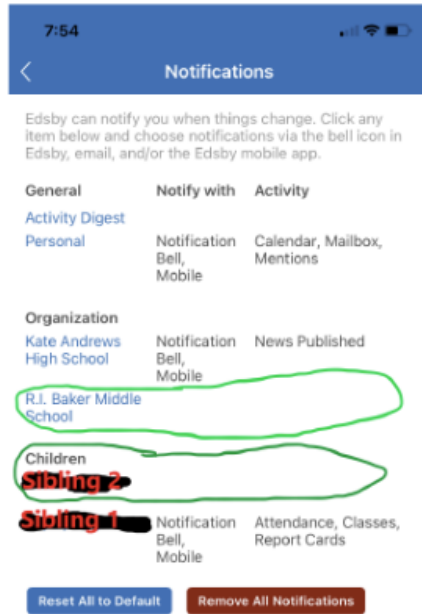 7:54
Notifications
Edsby can notify you when things change. Click any
item below and choose notifications via the bell icon in
Edsby, email, and/or the Edsby mobile app.
General Notify with Activity
Activity Digest
Personal Notification Calendar, Mailbox,
Bell, Mentions
Mobile
Organization
Kate Andrews Notification News Published
High School Bell,
Mobile
R.I. Baker Middle
School
Children
Sibling 2
Sibling 1 Notification Attendance, Classes,
Bell, Report Cards
Mobile
Reset All to Default Remove All Notifications